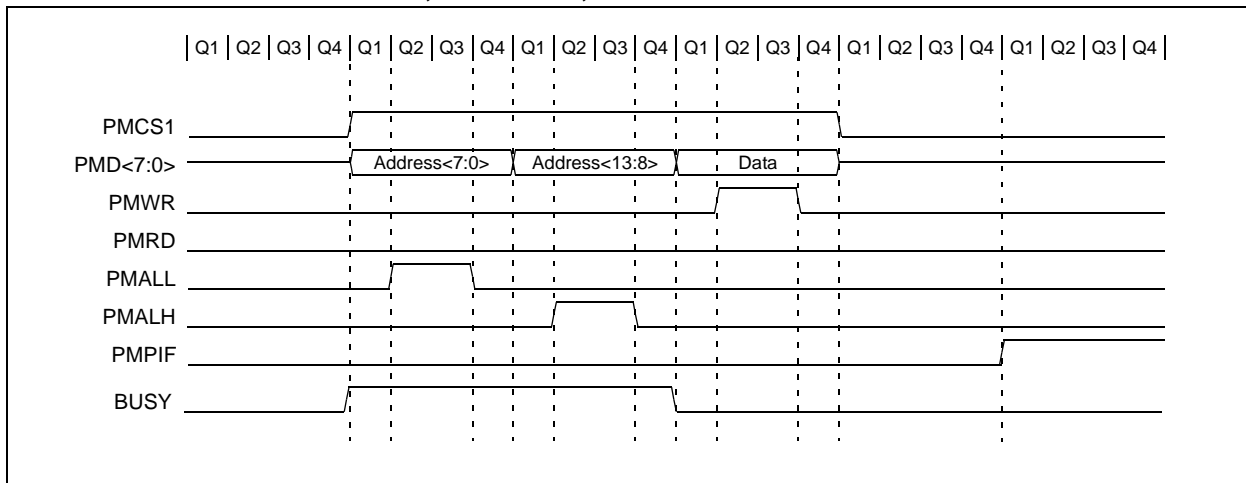 Q1 Q2 Q3 Q4 Q1 Q2 Q3 Q4 Q1 Q2 Q3 Q4 Q1 Q2 Q3 Q4 Q1 Q2 Q3 Q4 Q1 Q2 Q3 Q4
PMCS1
PMD<7:0> Address<7:0> Address<13:8> Data
PMWR
PMRD
PMALL
PMALH
PMPIF
BUSY